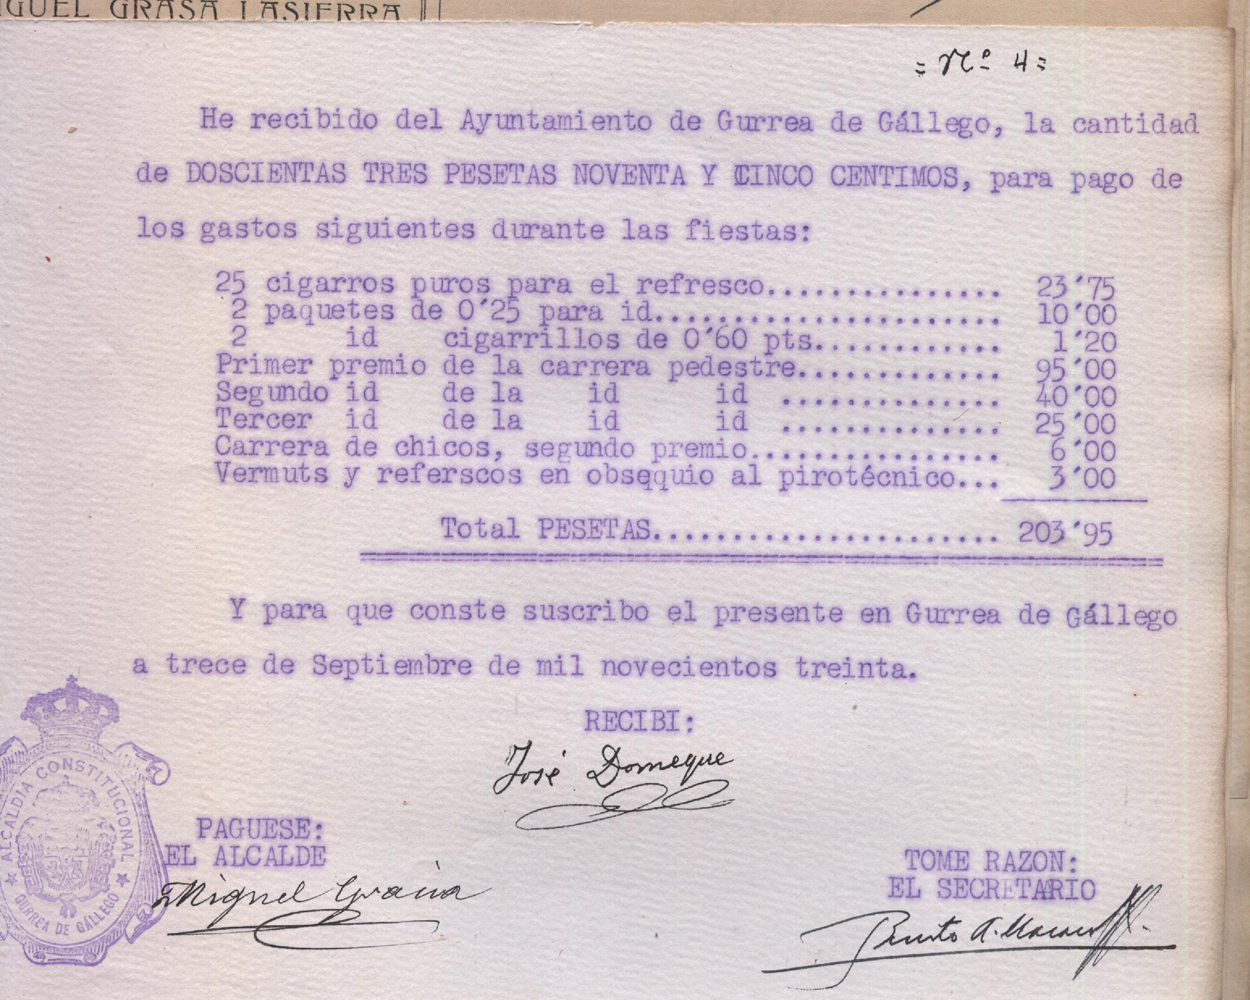 GUEL GRASA LASIERRA
= Nº 4 =
He recibido del Ayuntamiento de Gurrea de Gállego, la cantidad
de DOSCIENTAS TRES PESETAS NOVENTA Y CINCO CENTIMOS, para pago de
los gastos siguientes durante las fiestas:
25 cigarros puros para el refresco............... 23'75
2 paquetes de 0'25 para id...................... 10'00
2 id cigarrillos de 0'60 pts............ 1'20
Primer premio de la carrera pedestre............. 95'00
Segundo id de la id id .............. 40'00
Tercer id de la id id .............. 25'00
Carrera de chicos, segundo premio................ 6'00
Vermuts y referscos en obsqquio al pirotécnico... 3'00
Total PESETAS...................... 203'95
Y para que conste suscribo el presente en Gurrea de Gállego
a trece de Septiembre de mil novecientos treinta.
RECIBI:
José Domeque
ALCALDIA CONSTITUCIONAL
GURREA DE GÁLLEGO
PAGUESE:
EL ALCALDE
Miguel Gracia
TOME RAZON:
EL SECRETARIO
Benito A.